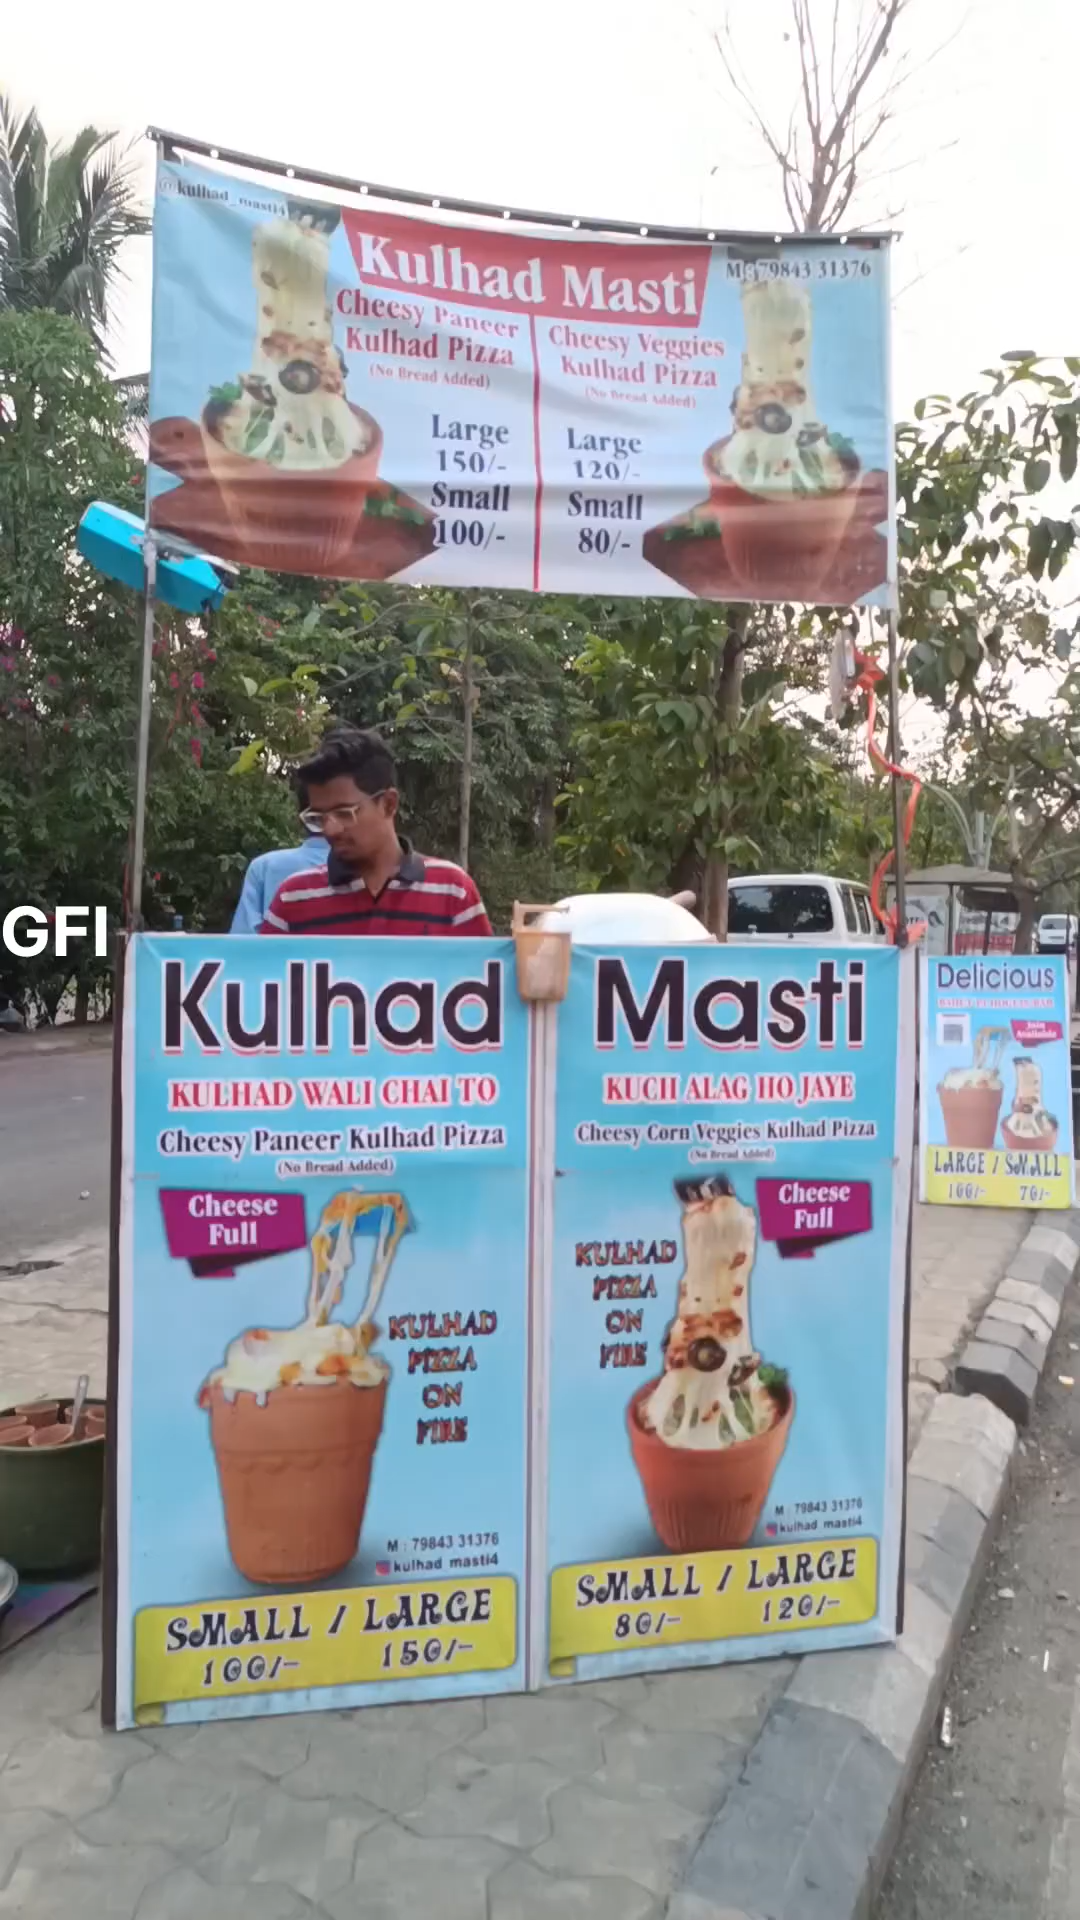 @kulhad_masti4
Kulhad Masti
M : 79843 31376
Cheesy Paneer
Kulhad Pizza
(No Bread Added)
Large
150/-
Small
100/-
Cheesy Veggies
Kulhad Pizza
(No Bread Added)
Large
120/-
Small
80/-
GFI
Kulhad
KULHAD WALI CHAI TO
Cheesy Paneer Kulhad Pizza
(No Bread Added)
Cheese
Full
KULHAD
PIZZA
ON
FIRE
M : 79843 31376
kulhad masti4
SMALL / LARGE
100/- 150/-
Masti
KUCH ALAG HO JAYE
Cheesy Corn Veggies Kulhad Pizza
(No Bread Added)
Cheese
Full
KULHAD
PIZZA
ON
FIRE
M : 79843 31376
kulhad masti4
SMALL / LARGE
80/- 120/-
Delicious
Jain
Available
LARGE / SMALL
100/- 70/-